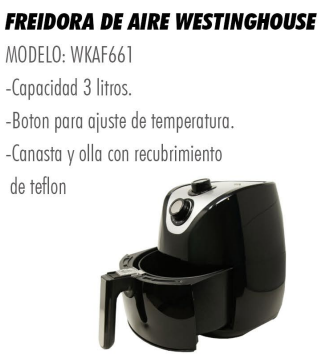 FREIDORA DE AIRE WESTINGHOUSE
MODELO: WKAF661
-Capacidad 3 litros.
-Boton para ajuste de temperatura.
-Canasta y olla con recubrimiento
de teflon